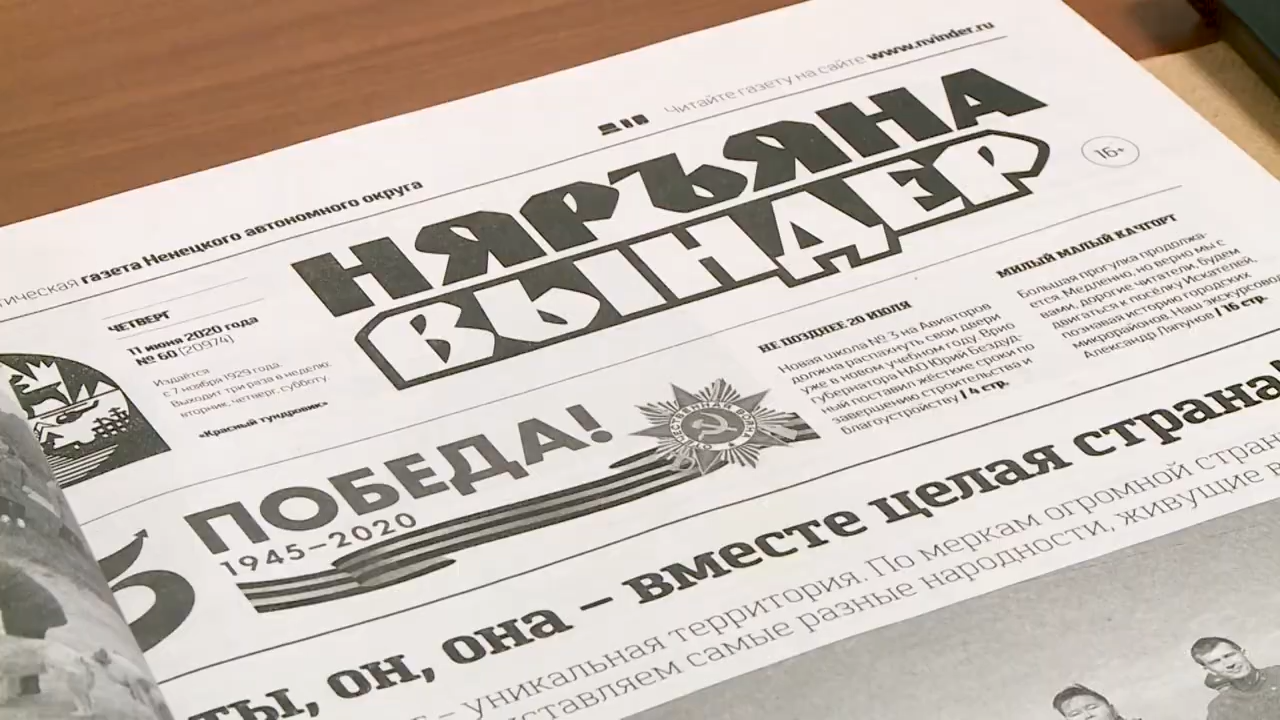 Читайте газету на сайте www.nvinder.ru
газета Ненецкого автономного округа
НЯРЪЯНА
ВЫНДЕР
16+
ЧЕТВЕРГ
11 июня 2020 года
№ 60 (20974)
Издаётся
с 7 ноября 1929 года.
Выходит три раза в неделю:
вторник, четверг, субботу.
«Красный тундровик»
ПОБЕДА!
1945–2020
ОТЕЧЕСТВЕННАЯ ВОЙНА
НЕ ПОЗДНЕЕ 20 ИЮЛЯ
Новая школа № 3 на Авиаторов
должна распахнуть свои двери
уже в новом учебном году. Врио
губернатора НАО Юрий Бездуд-
ный поставил жёсткие сроки по
завершению строительства и
благоустройству / 4 стр.
МИЛЫЙ МАЛЫЙ КАЧГОРТ
Большая прогулка продолжа-
ется. Медленно, но верно мы с
вами, дорогие читатели, будем
двигаться к посёлку Искателей,
познавая историю городских
микрорайонов. Наш экскурсовод
Александр Лапунов / 16 стр.
ты, он, она – вместе целая страна!
– уникальная территория. По меркам огромной стран
самые разные народности, живущие в